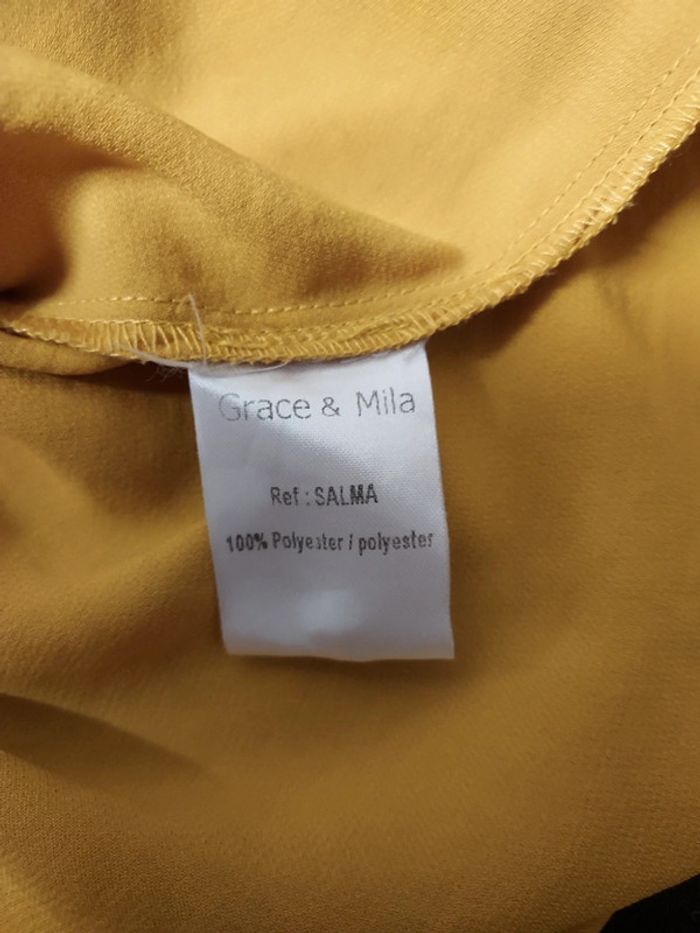 Grace & Mila
Ref : SALMA
100% Polyester / polyester